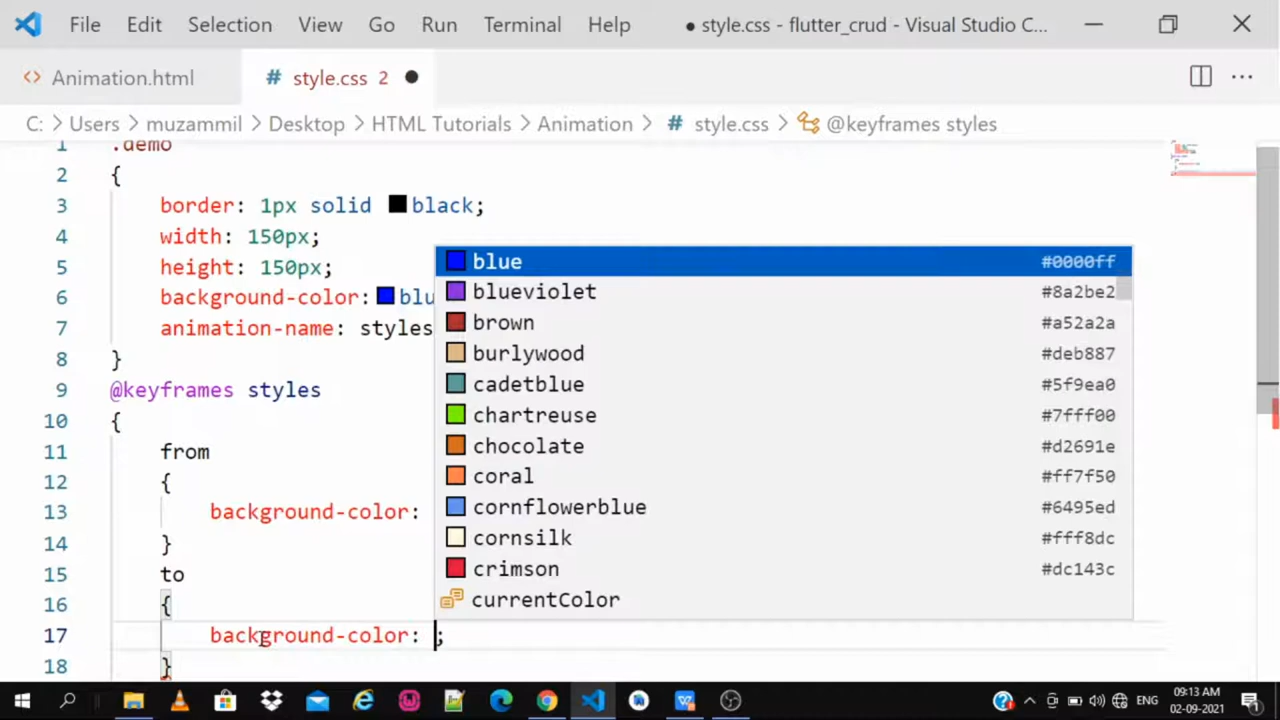 File Edit Selection View Go Run Terminal Help ● style.css - flutter_crud - Visual Studio C...
<> Animation.html # style.css 2 ●
C: > Users > muzammil > Desktop > HTML Tutorials > Animation > # style.css > @keyframes styles
1 .demo
2 {
3 border: 1px solid black;
4 width: 150px;
5 height: 150px;
6 background-color: blu
7 animation-name: styles
8 }
9 @keyframes styles
10 {
11 from
12 {
13 background-color:
14 }
15 to
16 {
17 background-color: ;
18 }
blue #0000ff
blueviolet #8a2be2
brown #a52a2a
burlywood #deb887
cadetblue #5f9ea0
chartreuse #7fff00
chocolate #d2691e
coral #ff7f50
cornflowerblue #6495ed
cornsilk #fff8dc
crimson #dc143c
currentColor
ENG 09:13 AM
02-09-2021